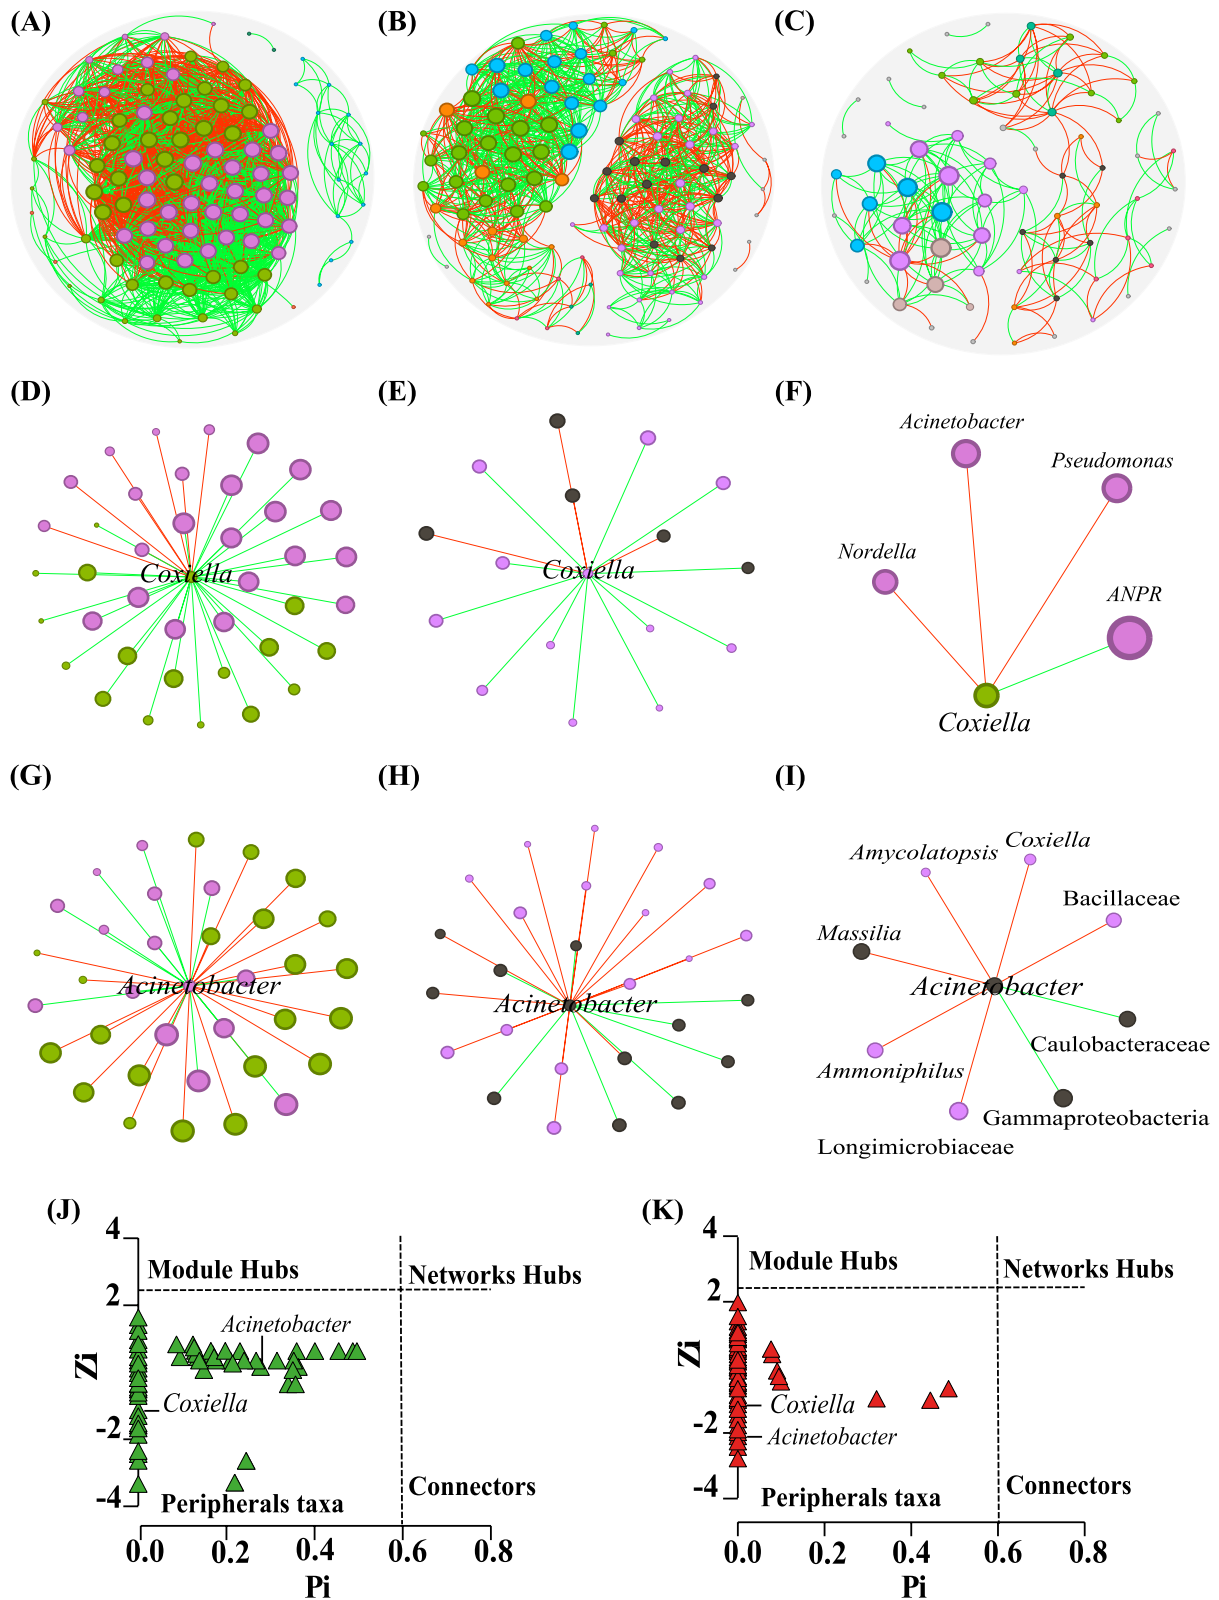 (A)
(B)
(C)
(D)
(E)
(F)
Coxiella
Coxiella
Acinetobacter
Pseudomonas
Nordella
ANPR
Coxiella
(G)
(H)
(I)
Acinetobacter
Acinetobacter
Amycolatopsis
Coxiella
Bacillaceae
Massilia
Acinetobacter
Caulobacteraceae
Ammoniphilus
Gammaproteobacteria
Longimicrobiaceae
(J)
4
Module Hubs
Networks Hubs
2
Acinetobacter
Zi
Coxiella
-2
-4
Peripherals taxa
Connectors
0.0
0.2
0.4
0.6
0.8
Pi
(K)
4
Module Hubs
Networks Hubs
2
Zi
Coxiella
-2
Acinetobacter
-4
Peripherals taxa
Connectors
0.0
0.2
0.4
0.6
0.8
Pi